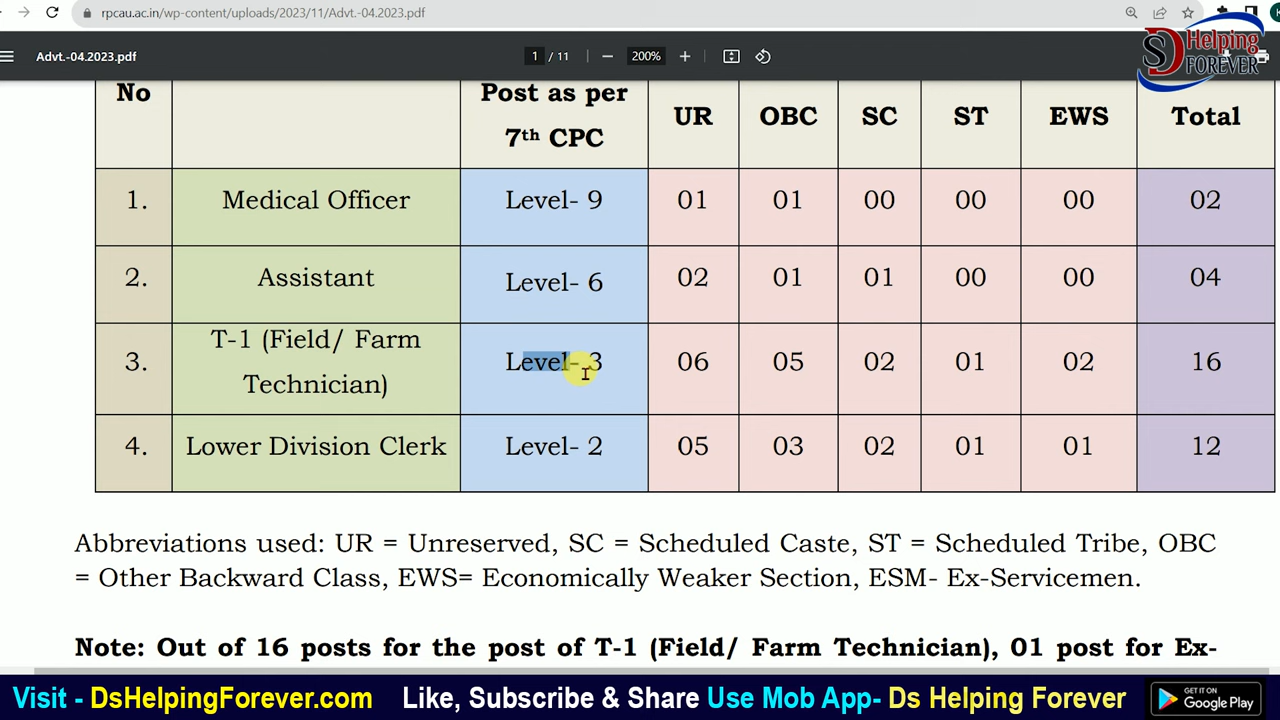 rpcau.ac.in/wp-content/uploads/2023/11/Advt.-04.2023.pdf
Advt.-04.2023.pdf
1 / 11
200%
DS Helping
FOREVER
No Post as per 7th CPC UR OBC SC ST EWS Total
1. Medical Officer Level- 9 01 01 00 00 00 02
2. Assistant Level- 6 02 01 01 00 00 04
3. T-1 (Field/ Farm Technician) Level- 3 06 05 02 01 02 16
4. Lower Division Clerk Level- 2 05 03 02 01 01 12
Abbreviations used: UR = Unreserved, SC = Scheduled Caste, ST = Scheduled Tribe, OBC
= Other Backward Class, EWS= Economically Weaker Section, ESM- Ex-Servicemen.
Note: Out of 16 posts for the post of T-1 (Field/ Farm Technician), 01 post for Ex-
Visit - DsHelpingForever.com Like, Subscribe & Share Use Mob App- Ds Helping Forever
GET IT ON
Google Play